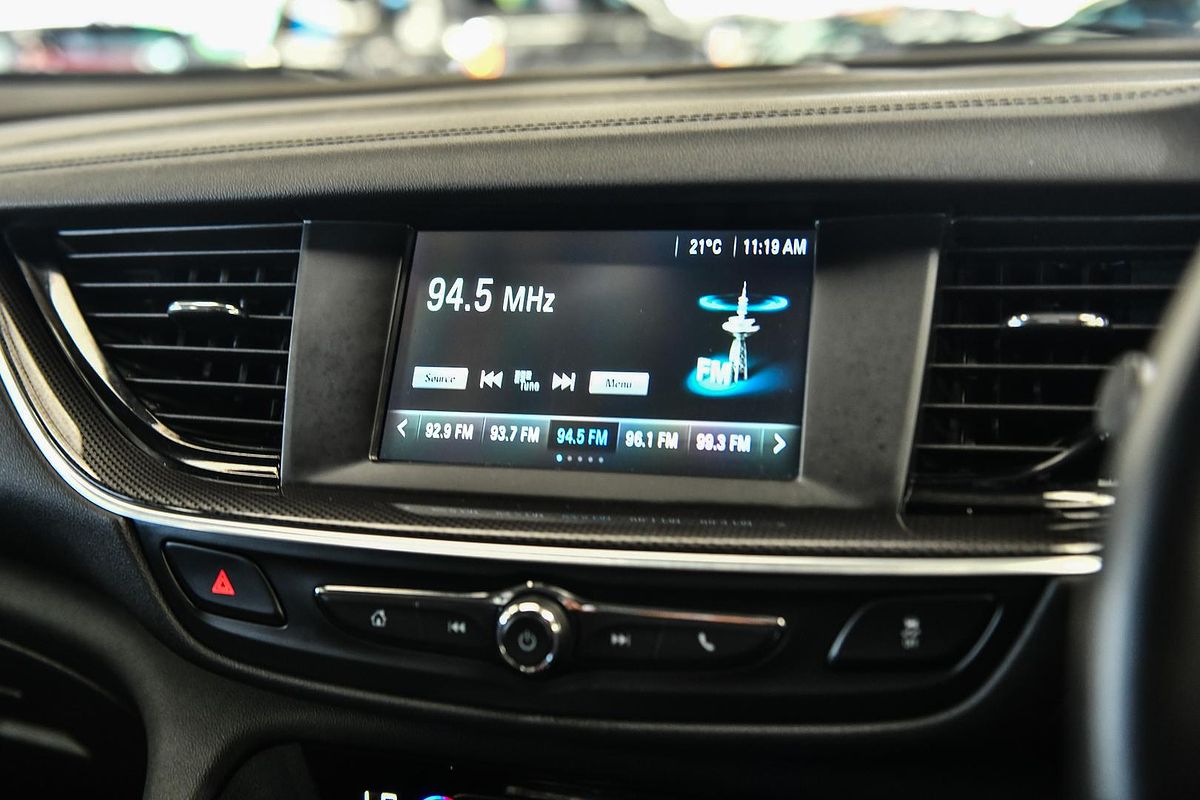 21°C 11:19 AM
94.5 MHz
FM
Source Tune Menu
92.9 FM 93.7 FM 94.5 FM 96.1 FM 99.3 FM